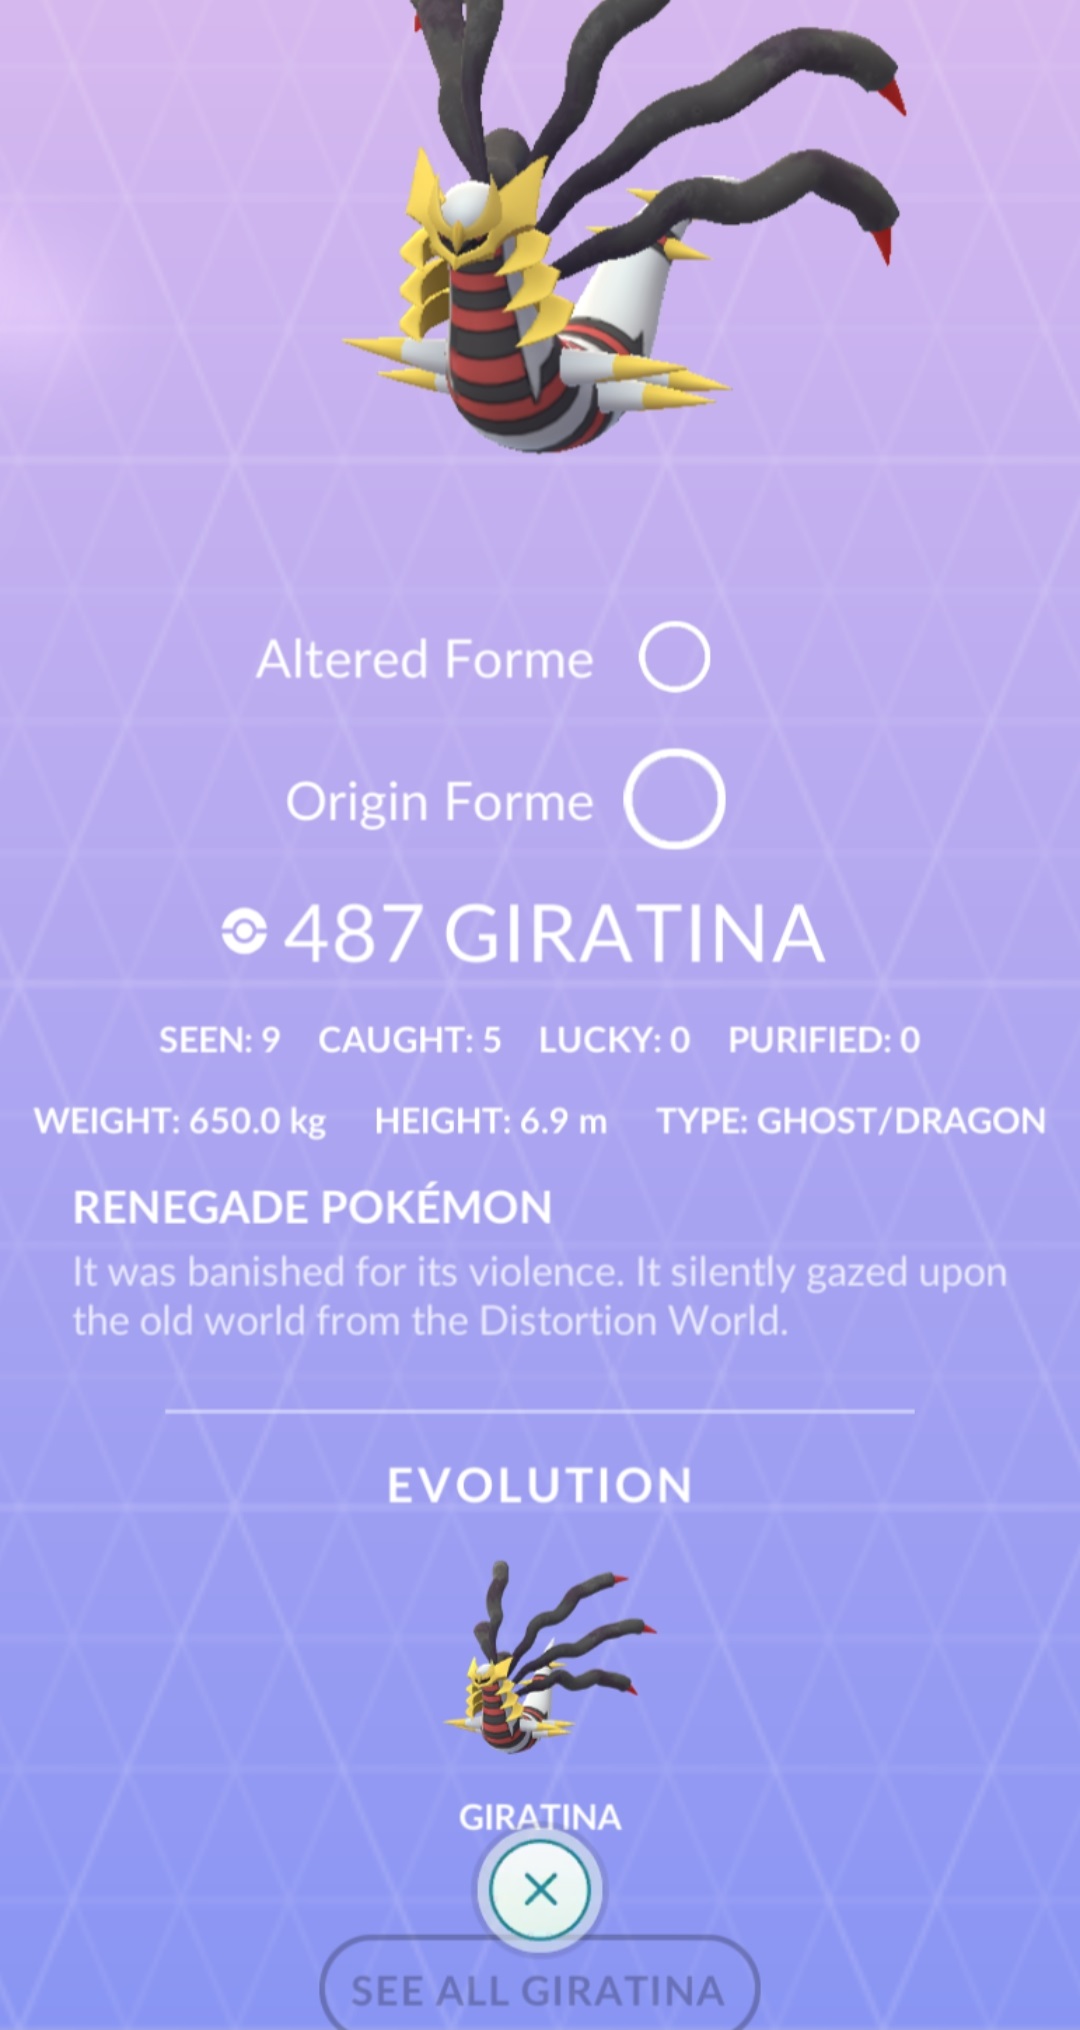 Altered Forme
Origin Forme
487 GIRATINA
SEEN: 9 CAUGHT: 5 LUCKY: 0 PURIFIED: 0
WEIGHT: 650.0 kg HEIGHT: 6.9 m TYPE: GHOST/DRAGON
RENEGADE POKÉMON
It was banished for its violence. It silently gazed upon
the old world from the Distortion World.
EVOLUTION
GIRATINA
SEE ALL GIRATINA